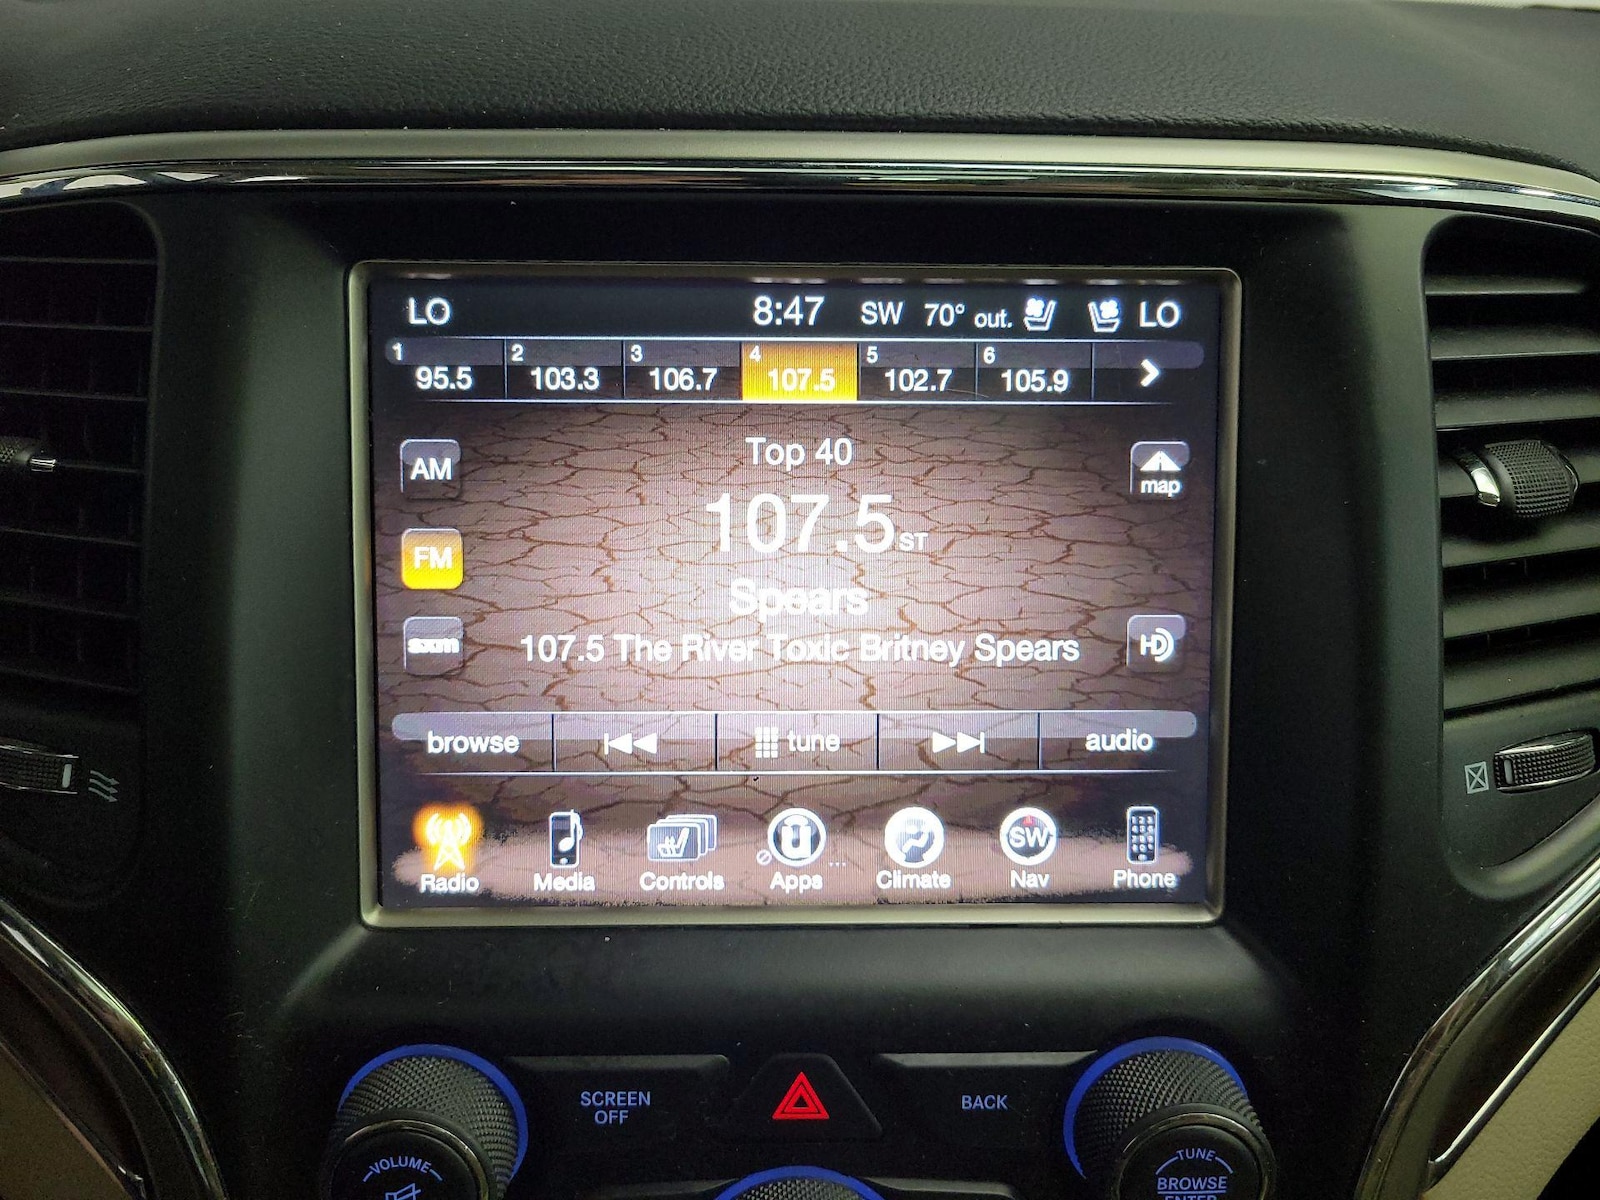 LO 8:47 SW 70° out. LO
1 2 3 4 5 6
95.5 103.3 106.7 107.5 102.7 105.9
AM
Top 40
map
107.5 ST
FM
Spears
sxm
107.5 The River Toxic Britney Spears
HD
browse tune audio
SW
Radio Media Controls Apps Climate Nav Phone
SCREEN
OFF
BACK
VOLUME
TUNE
BROWSE
ENTER